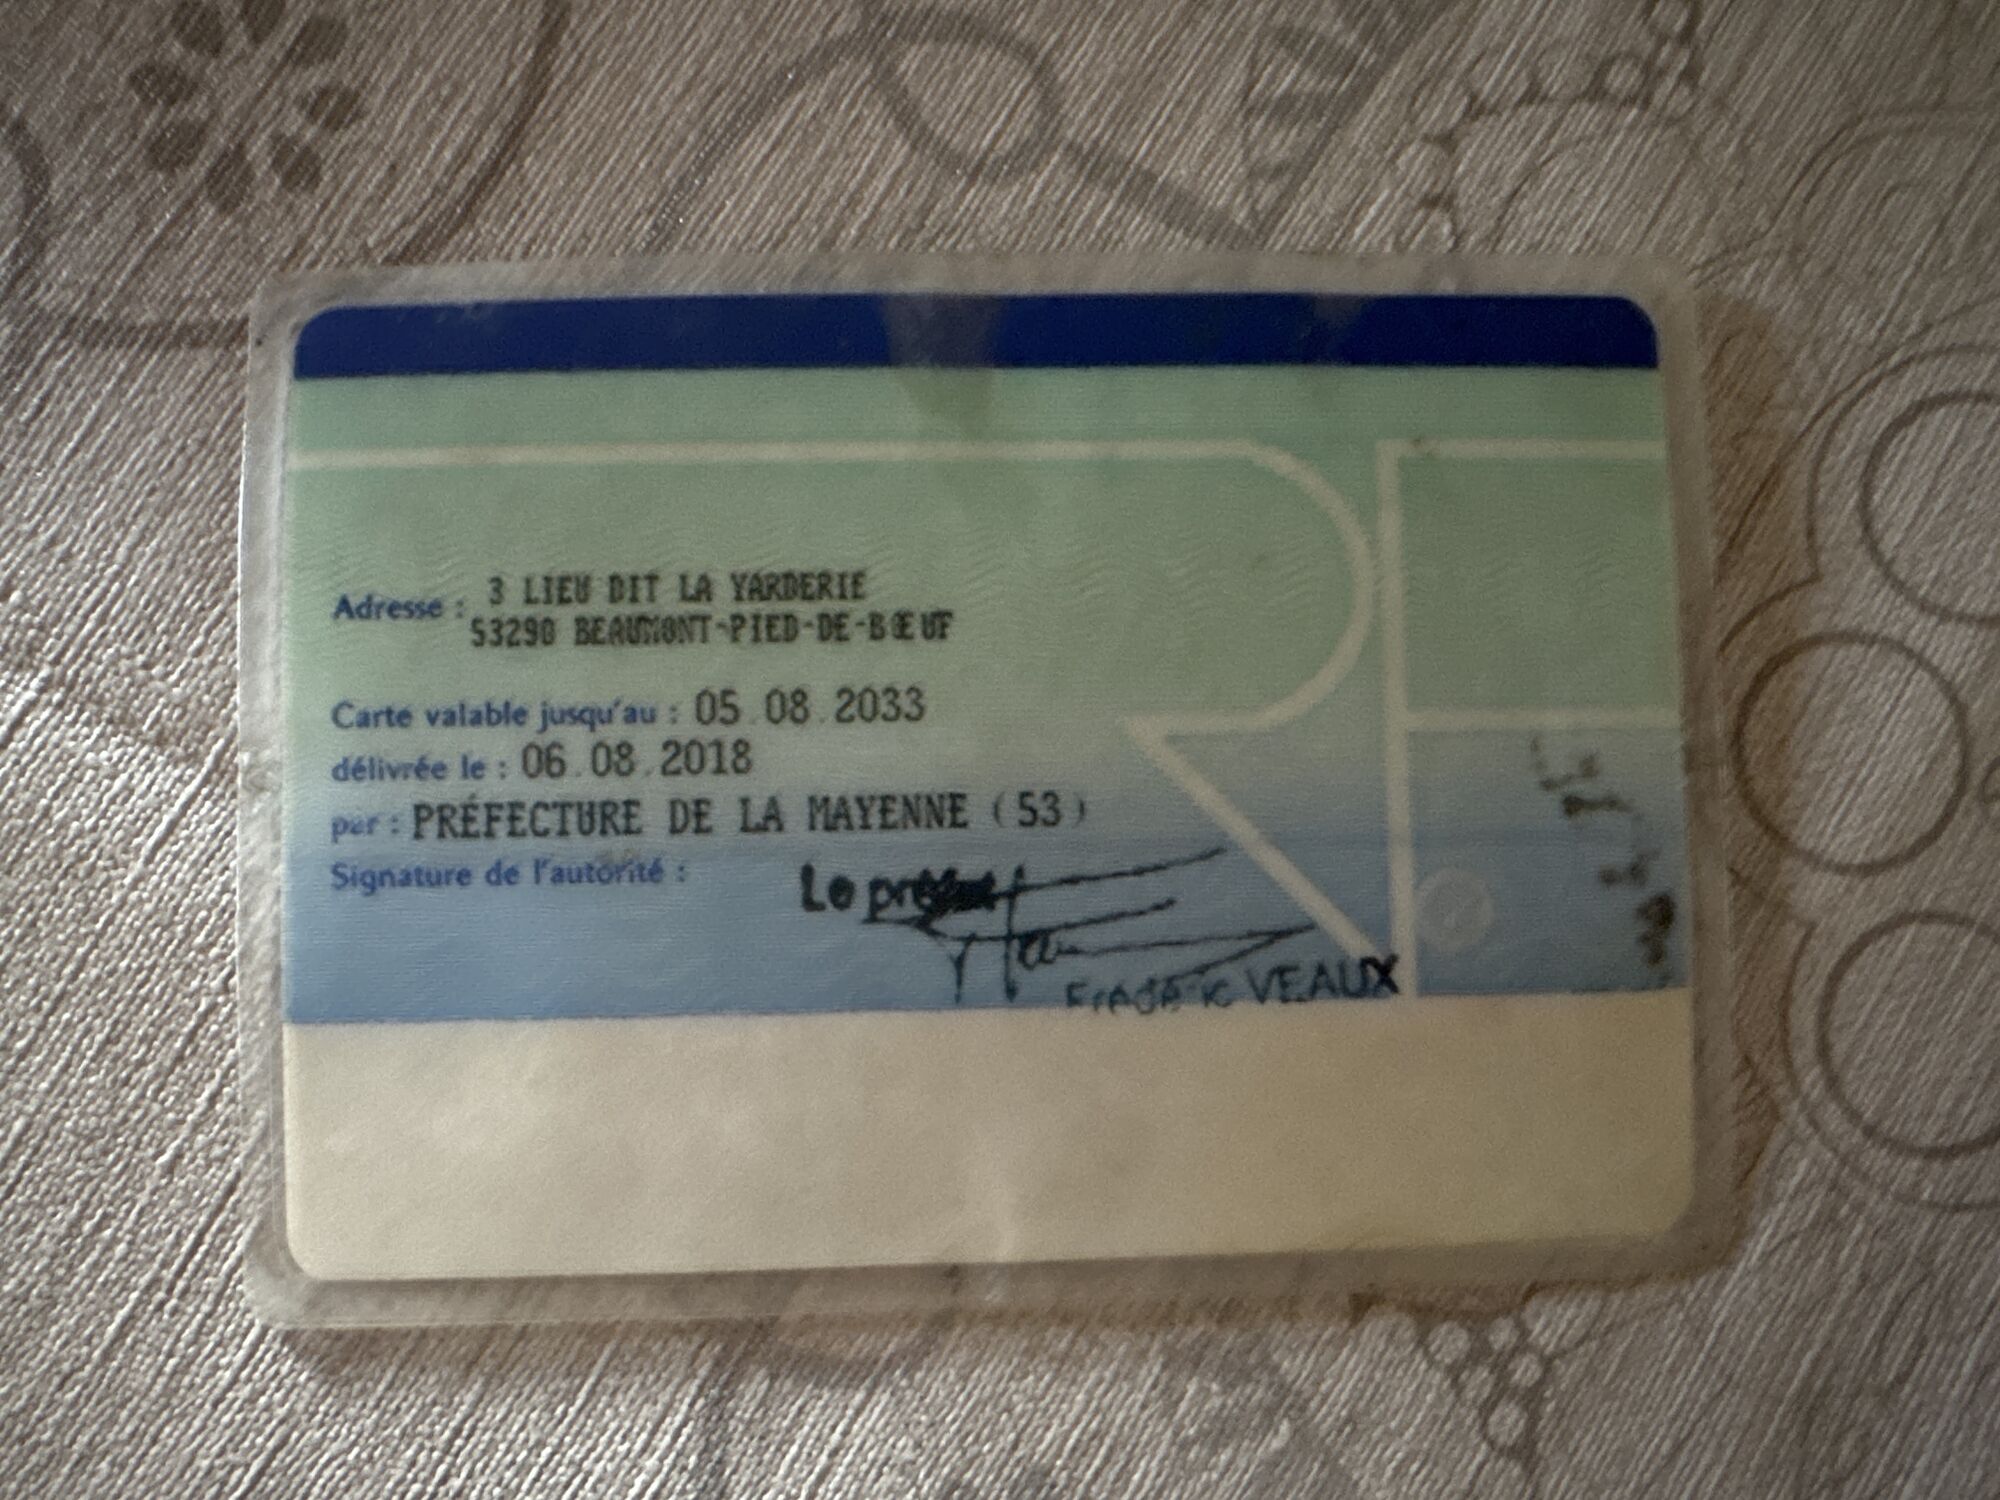 Adresse : 3 LIEU DIT LA YARDERIE
53290 BEAUMONT-PIED-DE-BŒUF
Carte valable jusqu'au : 05.08.2033
délivrée le : 06.08.2018
par : PRÉFECTURE DE LA MAYENNE (53)
Signature de l'autorité :
Le préfet
Frédéric VEAUX